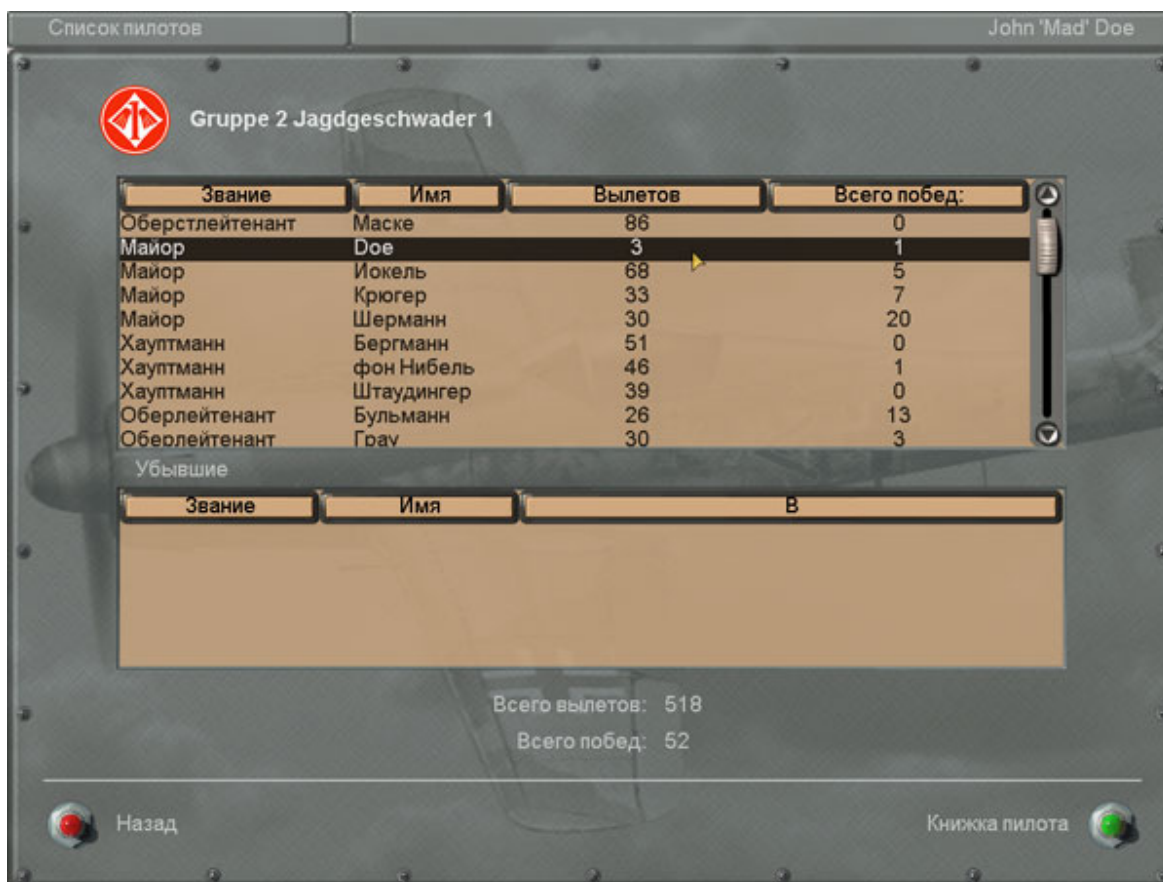 Список пилотов John 'Mad' Doe
Gruppe 2 Jagdgeschwader 1
Звание Имя Вылетов Всего побед:
Оберстлейтенант Маске 86 0
Майор Doe 3 1
Майор Йокель 68 5
Майор Крюгер 33 7
Майор Шерманн 30 20
Хауптманн Бергманн 51 0
Хауптманн фон Нибель 46 1
Хауптманн Штаудингер 39 0
Оберлейтенант Бульманн 26 13
Оберлейтенант Грау 30 3
Убывшие
Звание Имя В
Всего вылетов: 518
Всего побед: 52
Назад Книжка пилота